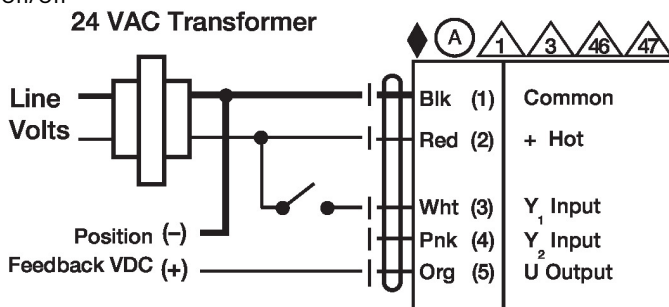 On/Off
24 VAC Transformer
A 1 3 46 47
Line
Volts
Blk (1) Common
Red (2) + Hot
Wht (3) Y1 Input
Pnk (4) Y2 Input
Org (5) U Output
Position (–)
Feedback VDC (+)